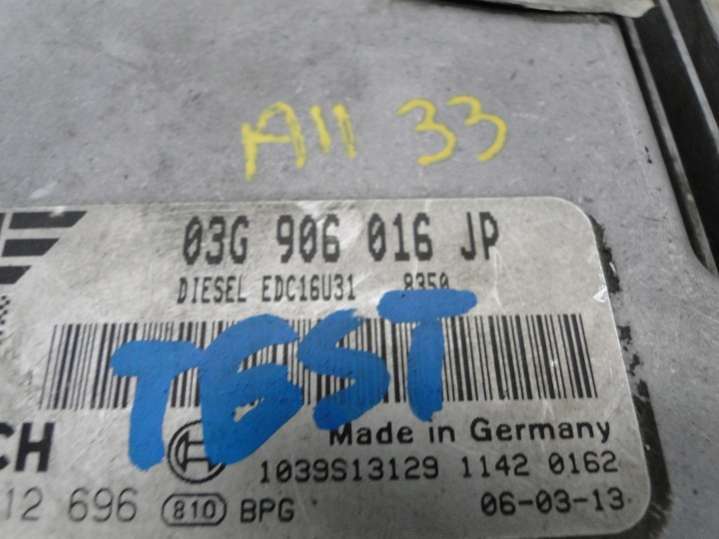 A11 33
03G 906 016 JP
DIESEL EDC16U31 8350
TEST
CH
Made in Germany
1039S13129 1142 0162
12 696 810 BPG 06-03-13